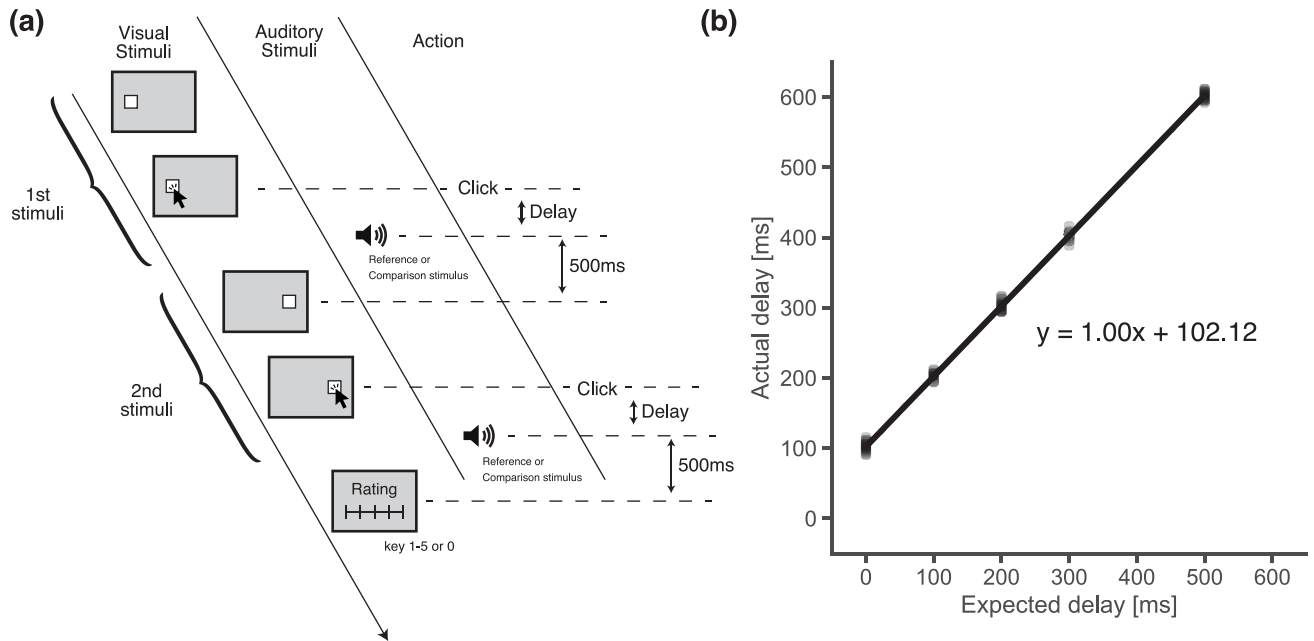 (a)
Visual
Stimuli
Auditory
Stimuli
Action
1st
stimuli
Click
Delay
Reference or
Comparison stimulus
500ms
2nd
stimuli
Click
Delay
Reference or
Comparison stimulus
500ms
Rating
key 1-5 or 0
(b)
Actual delay [ms]
600
500
400
300
200
100
0
y = 1.00x + 102.12
0 100 200 300 400 500 600
Expected delay [ms]